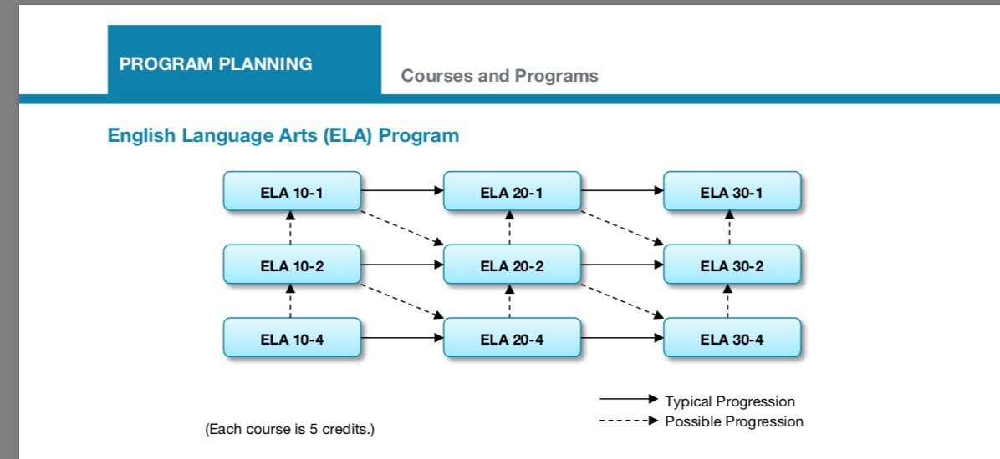 PROGRAM PLANNING
Courses and Programs
English Language Arts (ELA) Program
ELA 10-1
ELA 20-1
ELA 30-1
ELA 10-2
ELA 20-2
ELA 30-2
ELA 10-4
ELA 20-4
ELA 30-4
Typical Progression
Possible Progression
(Each course is 5 credits.)